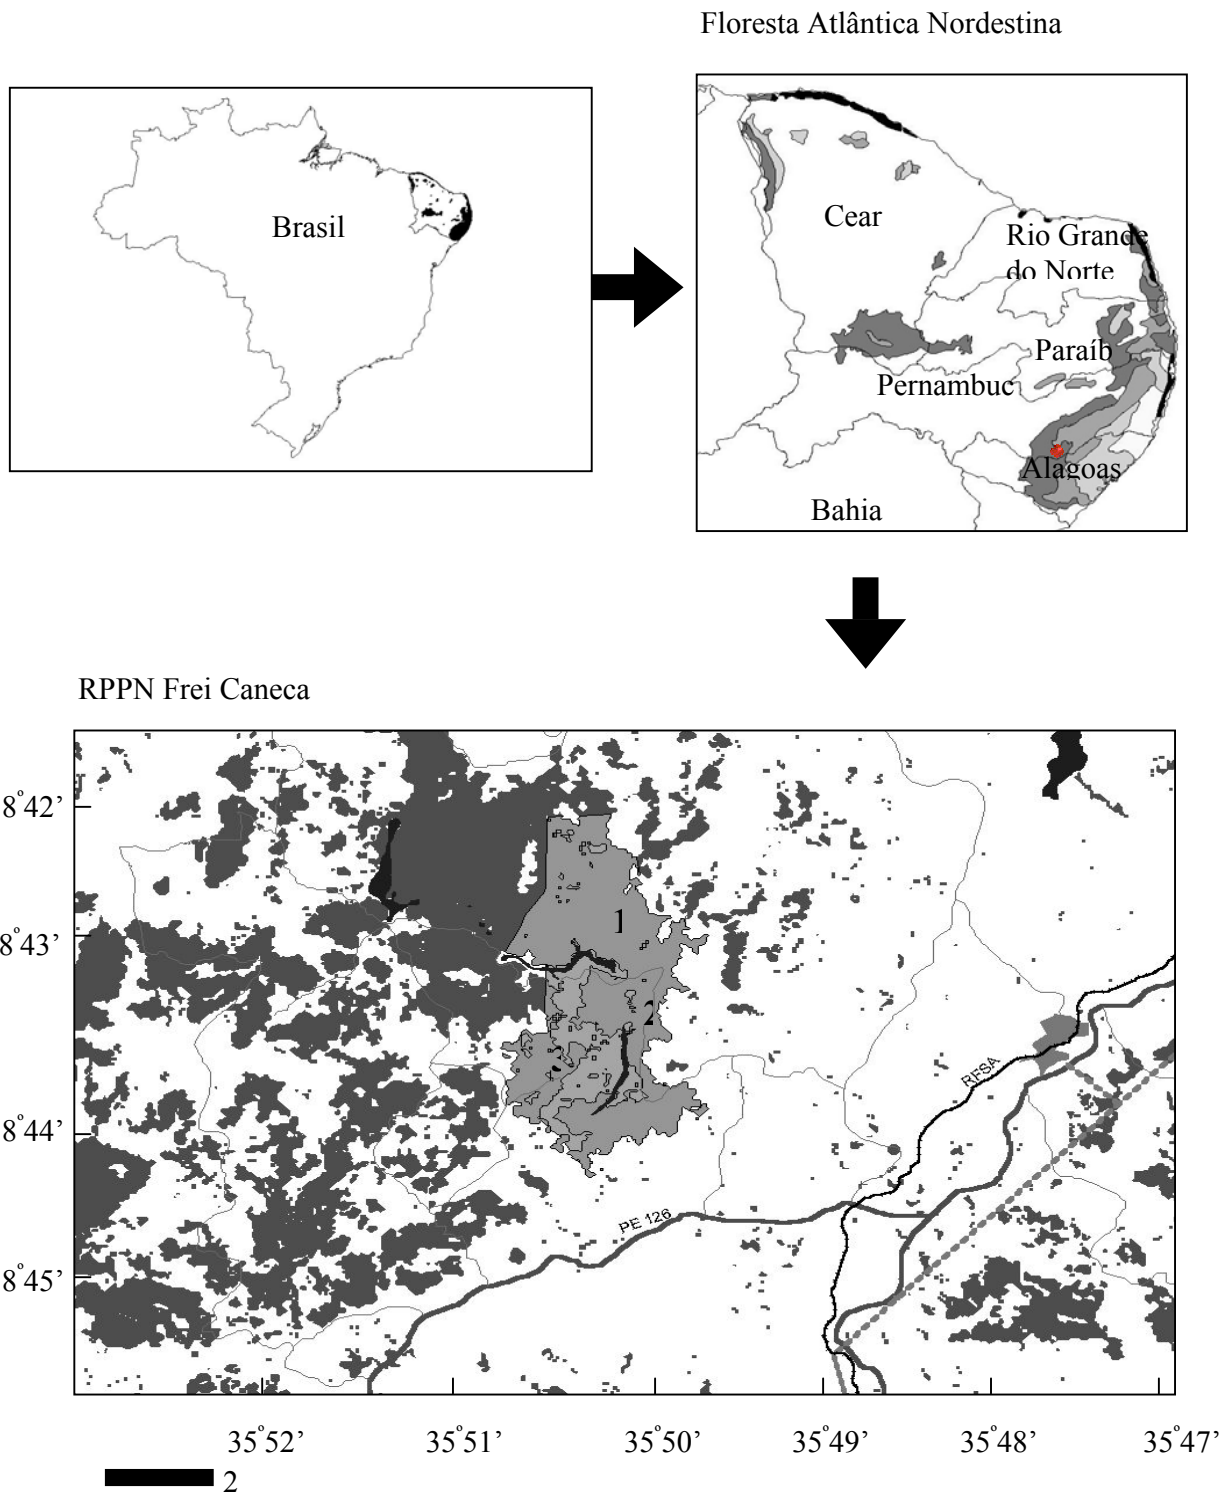 Floresta Atlântica Nordestina
Brasil
Cear
Rio Grande
do Norte
Paraíb
Pernambuc
Alagoas
Bahia
RPPN Frei Caneca
8°42’
8°43’
8°44’
8°45’
1
2
3
RFSA
PE 126
35°52’
35°51’
35°50’
35°49’
35°48’
35°47’
2